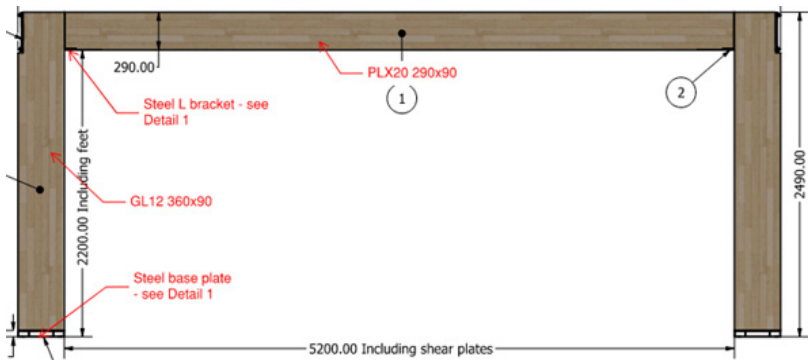 290.00
PLX20 290x90
1
2
Steel L bracket - see
Detail 1
2200.00 Including feet
GL12 360x90
2490.00
Steel base plate
- see Detail 1
5200.00 Including shear plates